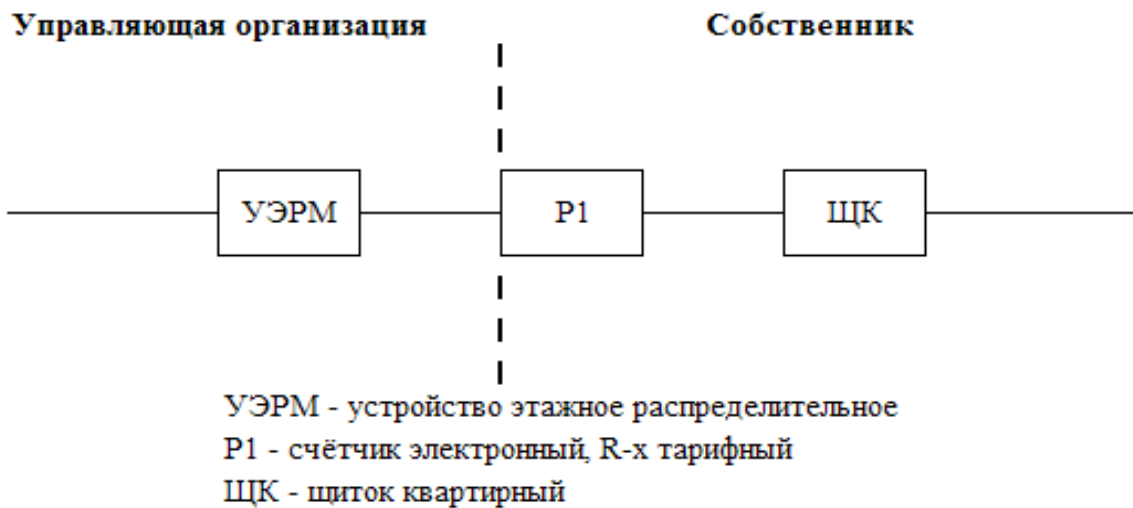 Управляющая организация
Собственник
УЭРМ
Р1
ЩК
УЭРМ - устройство этажное распределительное
Р1 - счётчик электронный, R-х тарифный
ЩК - щиток квартирный